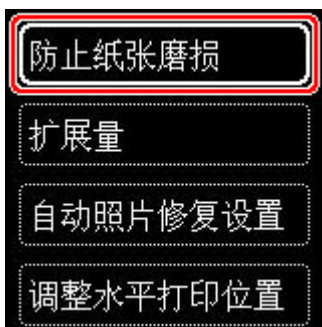 防止纸张磨损
扩展量
自动照片修复设置
调整水平打印位置